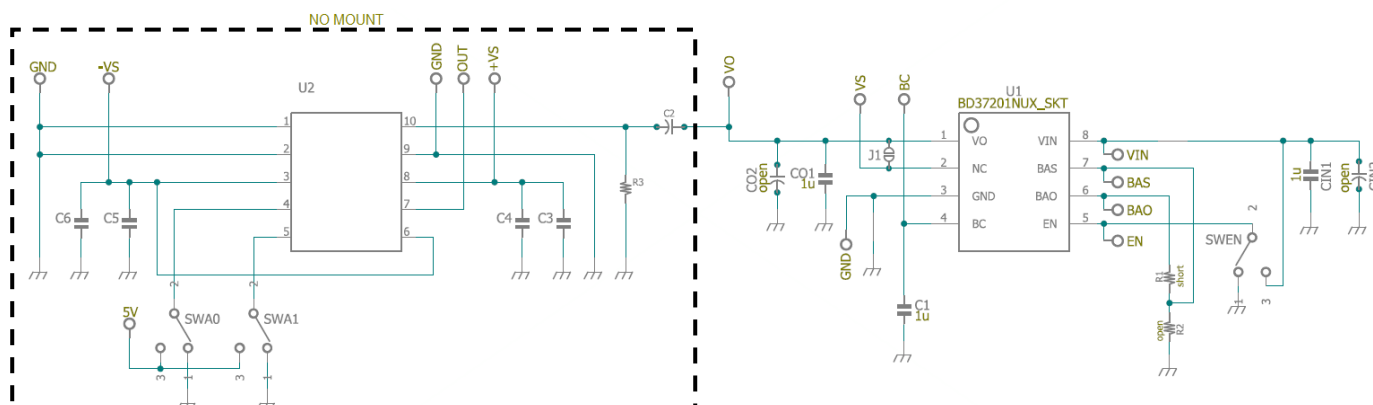 NO MOUNT
GND
-VS
U2
GND
OUT
+VS
VO
VS
BC
U1
BD37201NUX_SKT
1
2
3
4
5
10
9
8
7
6
C6
C5
C4
C3
R3
2
2
5V
SWA0
SWA1
3
1
3
1
CO2
open
CO1
1u
J1
GND
C1
1u
1
2
3
4
VO
NC
GND
BC
VIN
BAS
BAO
EN
8
7
6
5
VIN
BAS
BAO
EN
R1
short
open
R2
SWEN
2
1
3
1u
CIN1
open
CIN2